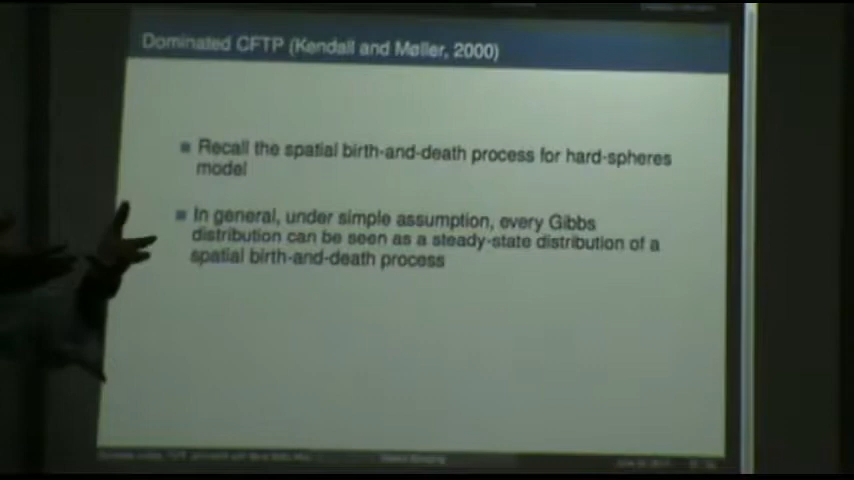 Dominated CFTP (Kendall and Møller, 2000)
Recall the spatial birth-and-death process for hard-spheres
model
In general, under simple assumption, every Gibbs
distribution can be seen as a steady-state distribution of a
spatial birth-and-death process